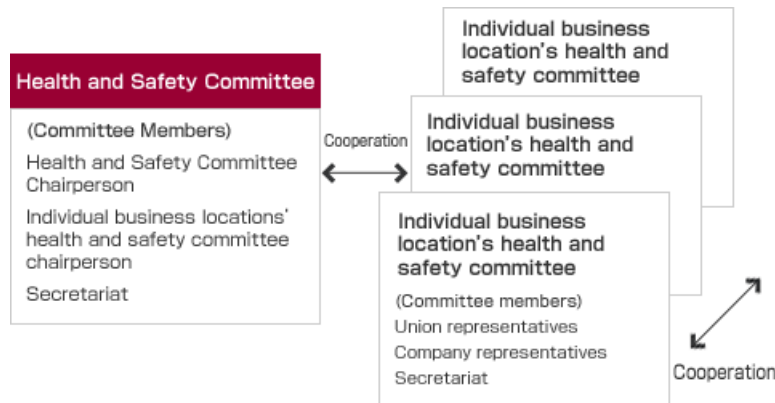 Health and Safety Committee
(Committee Members)
Health and Safety Committee
Chairperson
Individual business locations'
health and safety committee
chairperson
Secretariat
Cooperation
Individual business
location's health and
safety committee
Individual business
location's health and
safety committee
Individual business
location's health and
safety committee
(Committee members)
Union representatives
Company representatives
Secretariat
Cooperation